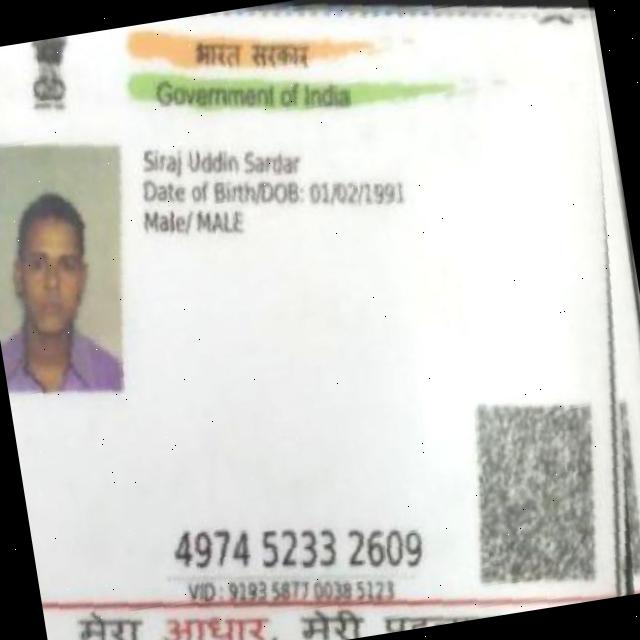 भारत सरकार
Government of India
Siraj Uddin Sardar
Date of Birth/DOB: 01/02/1991
Male/ MALE
4974 5233 2609
VID : 9193 5877 0038 5123
मेरा आधार, मेरी